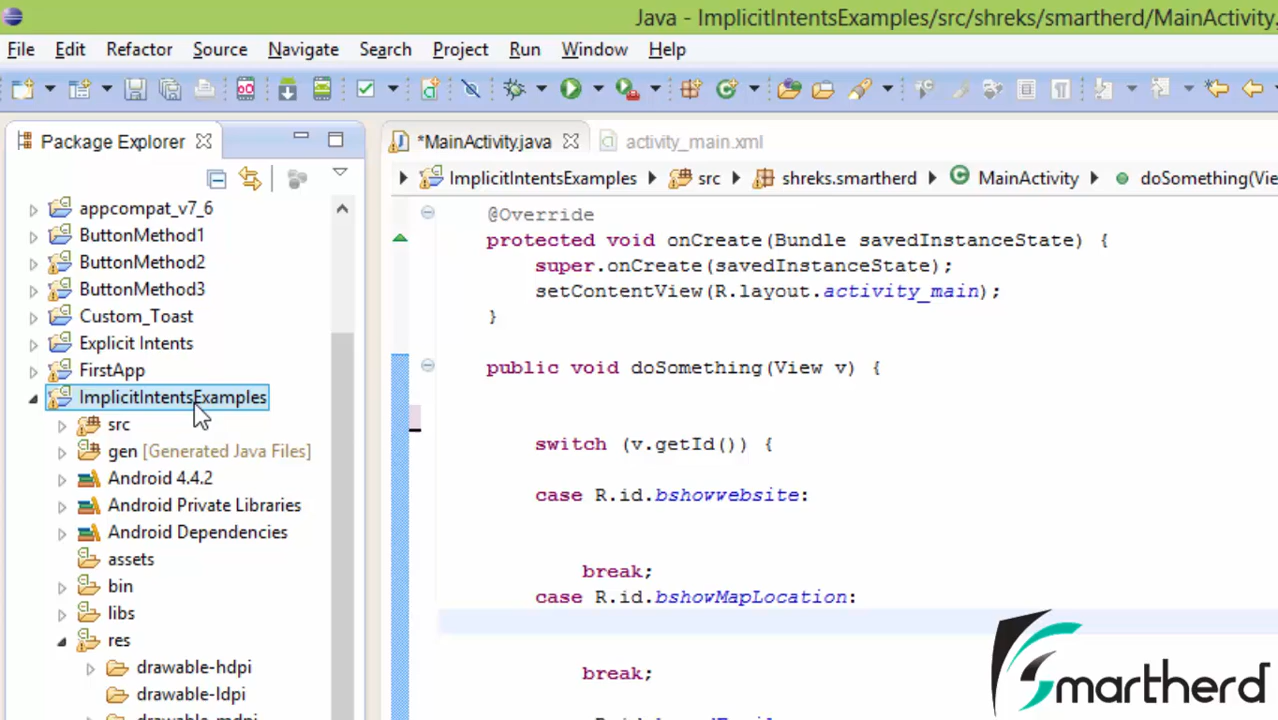 Java - ImplicitIntentsExamples/src/shreks/smartherd/MainActivity.
File Edit Refactor Source Navigate Search Project Run Window Help
Package Explorer
*MainActivity.java activity_main.xml
ImplicitIntentsExamples src shreks.smartherd MainActivity doSomething(Vie
appcompat_v7_6
ButtonMethod1
ButtonMethod2
ButtonMethod3
Custom_Toast
Explicit Intents
FirstApp
ImplicitIntentsExamples
src
gen [Generated Java Files]
Android 4.4.2
Android Private Libraries
Android Dependencies
assets
bin
libs
res
drawable-hdpi
drawable-ldpi
@Override
protected void onCreate(Bundle savedInstanceState) {
super.onCreate(savedInstanceState);
setContentView(R.layout.activity_main);
}
public void doSomething(View v) {
switch (v.getId()) {
case R.id.bshowwebsite:
break;
case R.id.bshowMapLocation:
break;
Smartherd